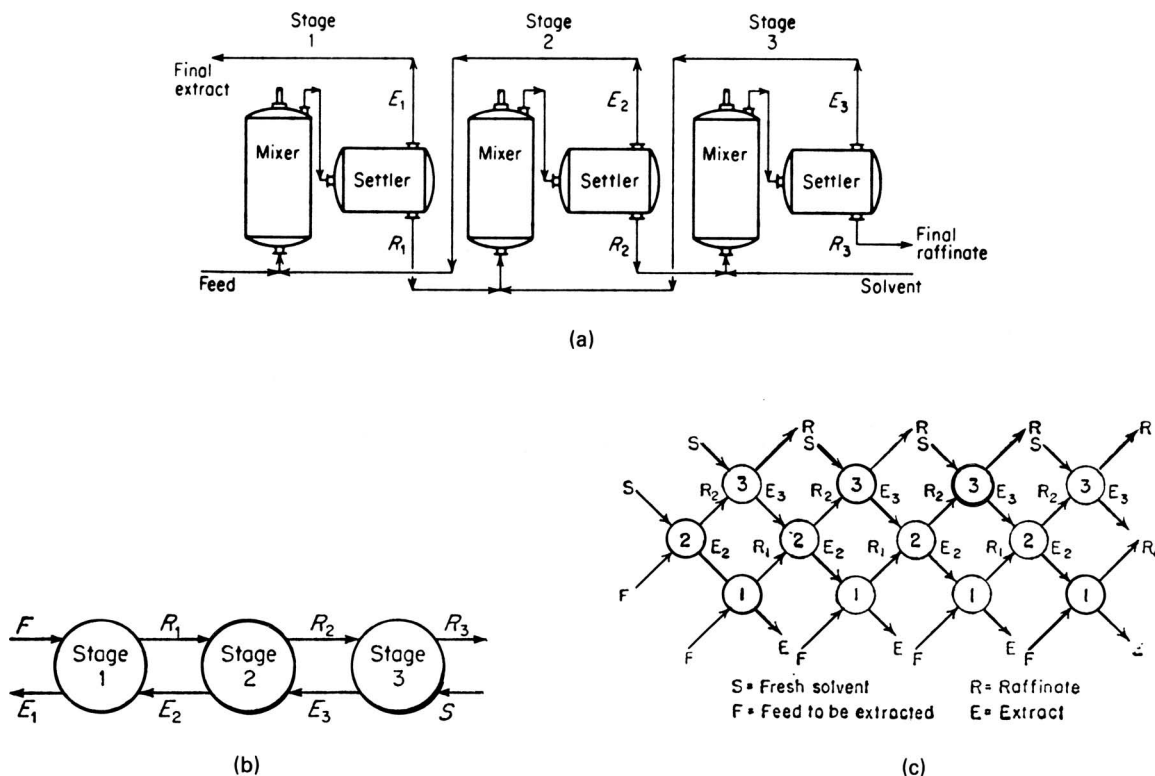 Stage 1
Stage 2
Stage 3
Final extract
E₁
E₂
E₃
Mixer
Settler
Mixer
Settler
Mixer
Settler
R₁
R₂
R₃
Final raffinate
Feed
Solvent
(a)
F
R₁
R₂
R₃
Stage 1
Stage 2
Stage 3
E₁
E₂
E₃
S
(b)
R
R
R
R
S
S
S
S
3
3
3
3
S
R₂
E₃
R₂
E₃
R₂
E₃
R₂
E₃
2
E₂
R₁
2
E₂
R₁
2
E₂
R₁
2
E₂
F
1
1
1
1
F
E
F
E
F
E
F
E
S = Fresh solvent
R = Raffinate
F = Feed to be extracted
E = Extract
(c)